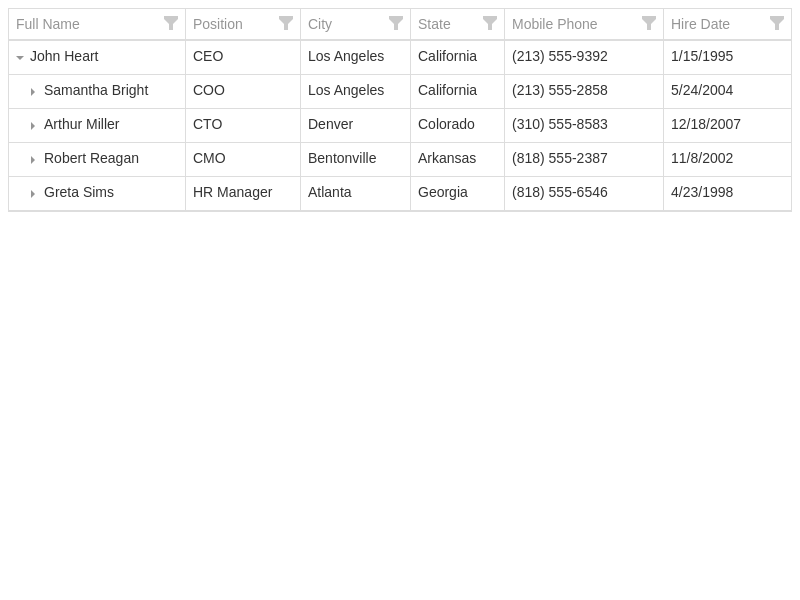 Full Name Position City State Mobile Phone Hire Date
John Heart CEO Los Angeles California (213) 555-9392 1/15/1995
Samantha Bright COO Los Angeles California (213) 555-2858 5/24/2004
Arthur Miller CTO Denver Colorado (310) 555-8583 12/18/2007
Robert Reagan CMO Bentonville Arkansas (818) 555-2387 11/8/2002
Greta Sims HR Manager Atlanta Georgia (818) 555-6546 4/23/1998